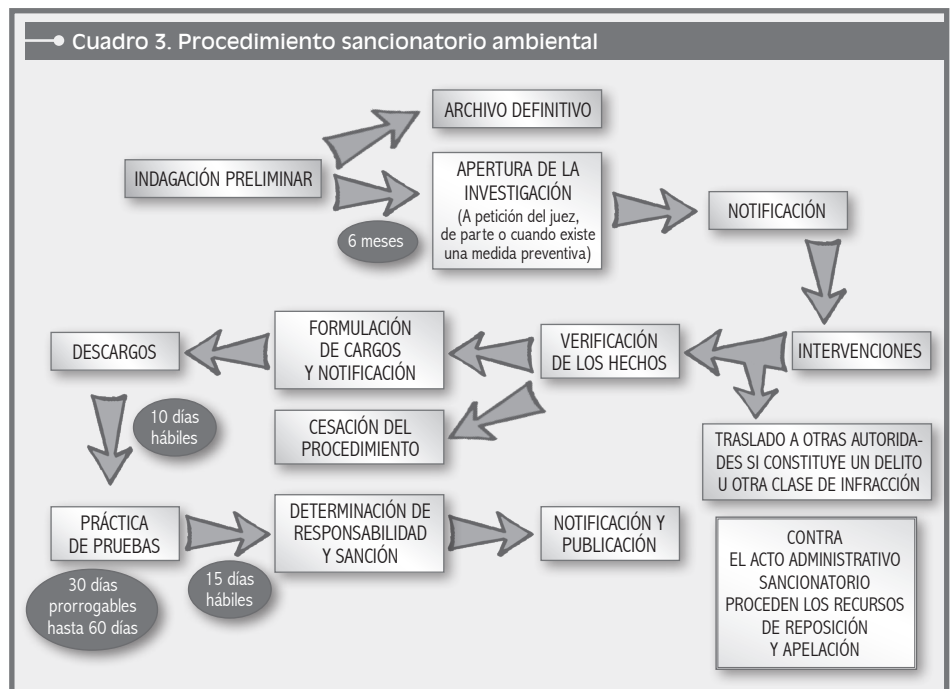 Cuadro 3. Procedimiento sancionatorio ambiental
ARCHIVO DEFINITIVO
INDAGACIÓN PRELIMINAR
6 meses
APERTURA DE LA
INVESTIGACIÓN
(A petición del juez,
de parte o cuando existe
una medida preventiva)
NOTIFICACIÓN
INTERVENCIONES
TRASLADO A OTRAS AUTORIDA-
DES SI CONSTITUYE UN DELITO
U OTRA CLASE DE INFRACCIÓN
VERIFICACIÓN
DE LOS HECHOS
FORMULACIÓN
DE CARGOS
Y NOTIFICACIÓN
CESACIÓN DEL
PROCEDIMIENTO
DESCARGOS
10 días
hábiles
PRÁCTICA
DE PRUEBAS
30 días
prorrogables
hasta 60 días
15 días
hábiles
DETERMINACIÓN DE
RESPONSABILIDAD
Y SANCIÓN
NOTIFICACIÓN Y
PUBLICACIÓN
CONTRA
EL ACTO ADMINISTRATIVO
SANCIONATORIO
PROCEDEN LOS RECURSOS
DE REPOSICIÓN
Y APELACIÓN